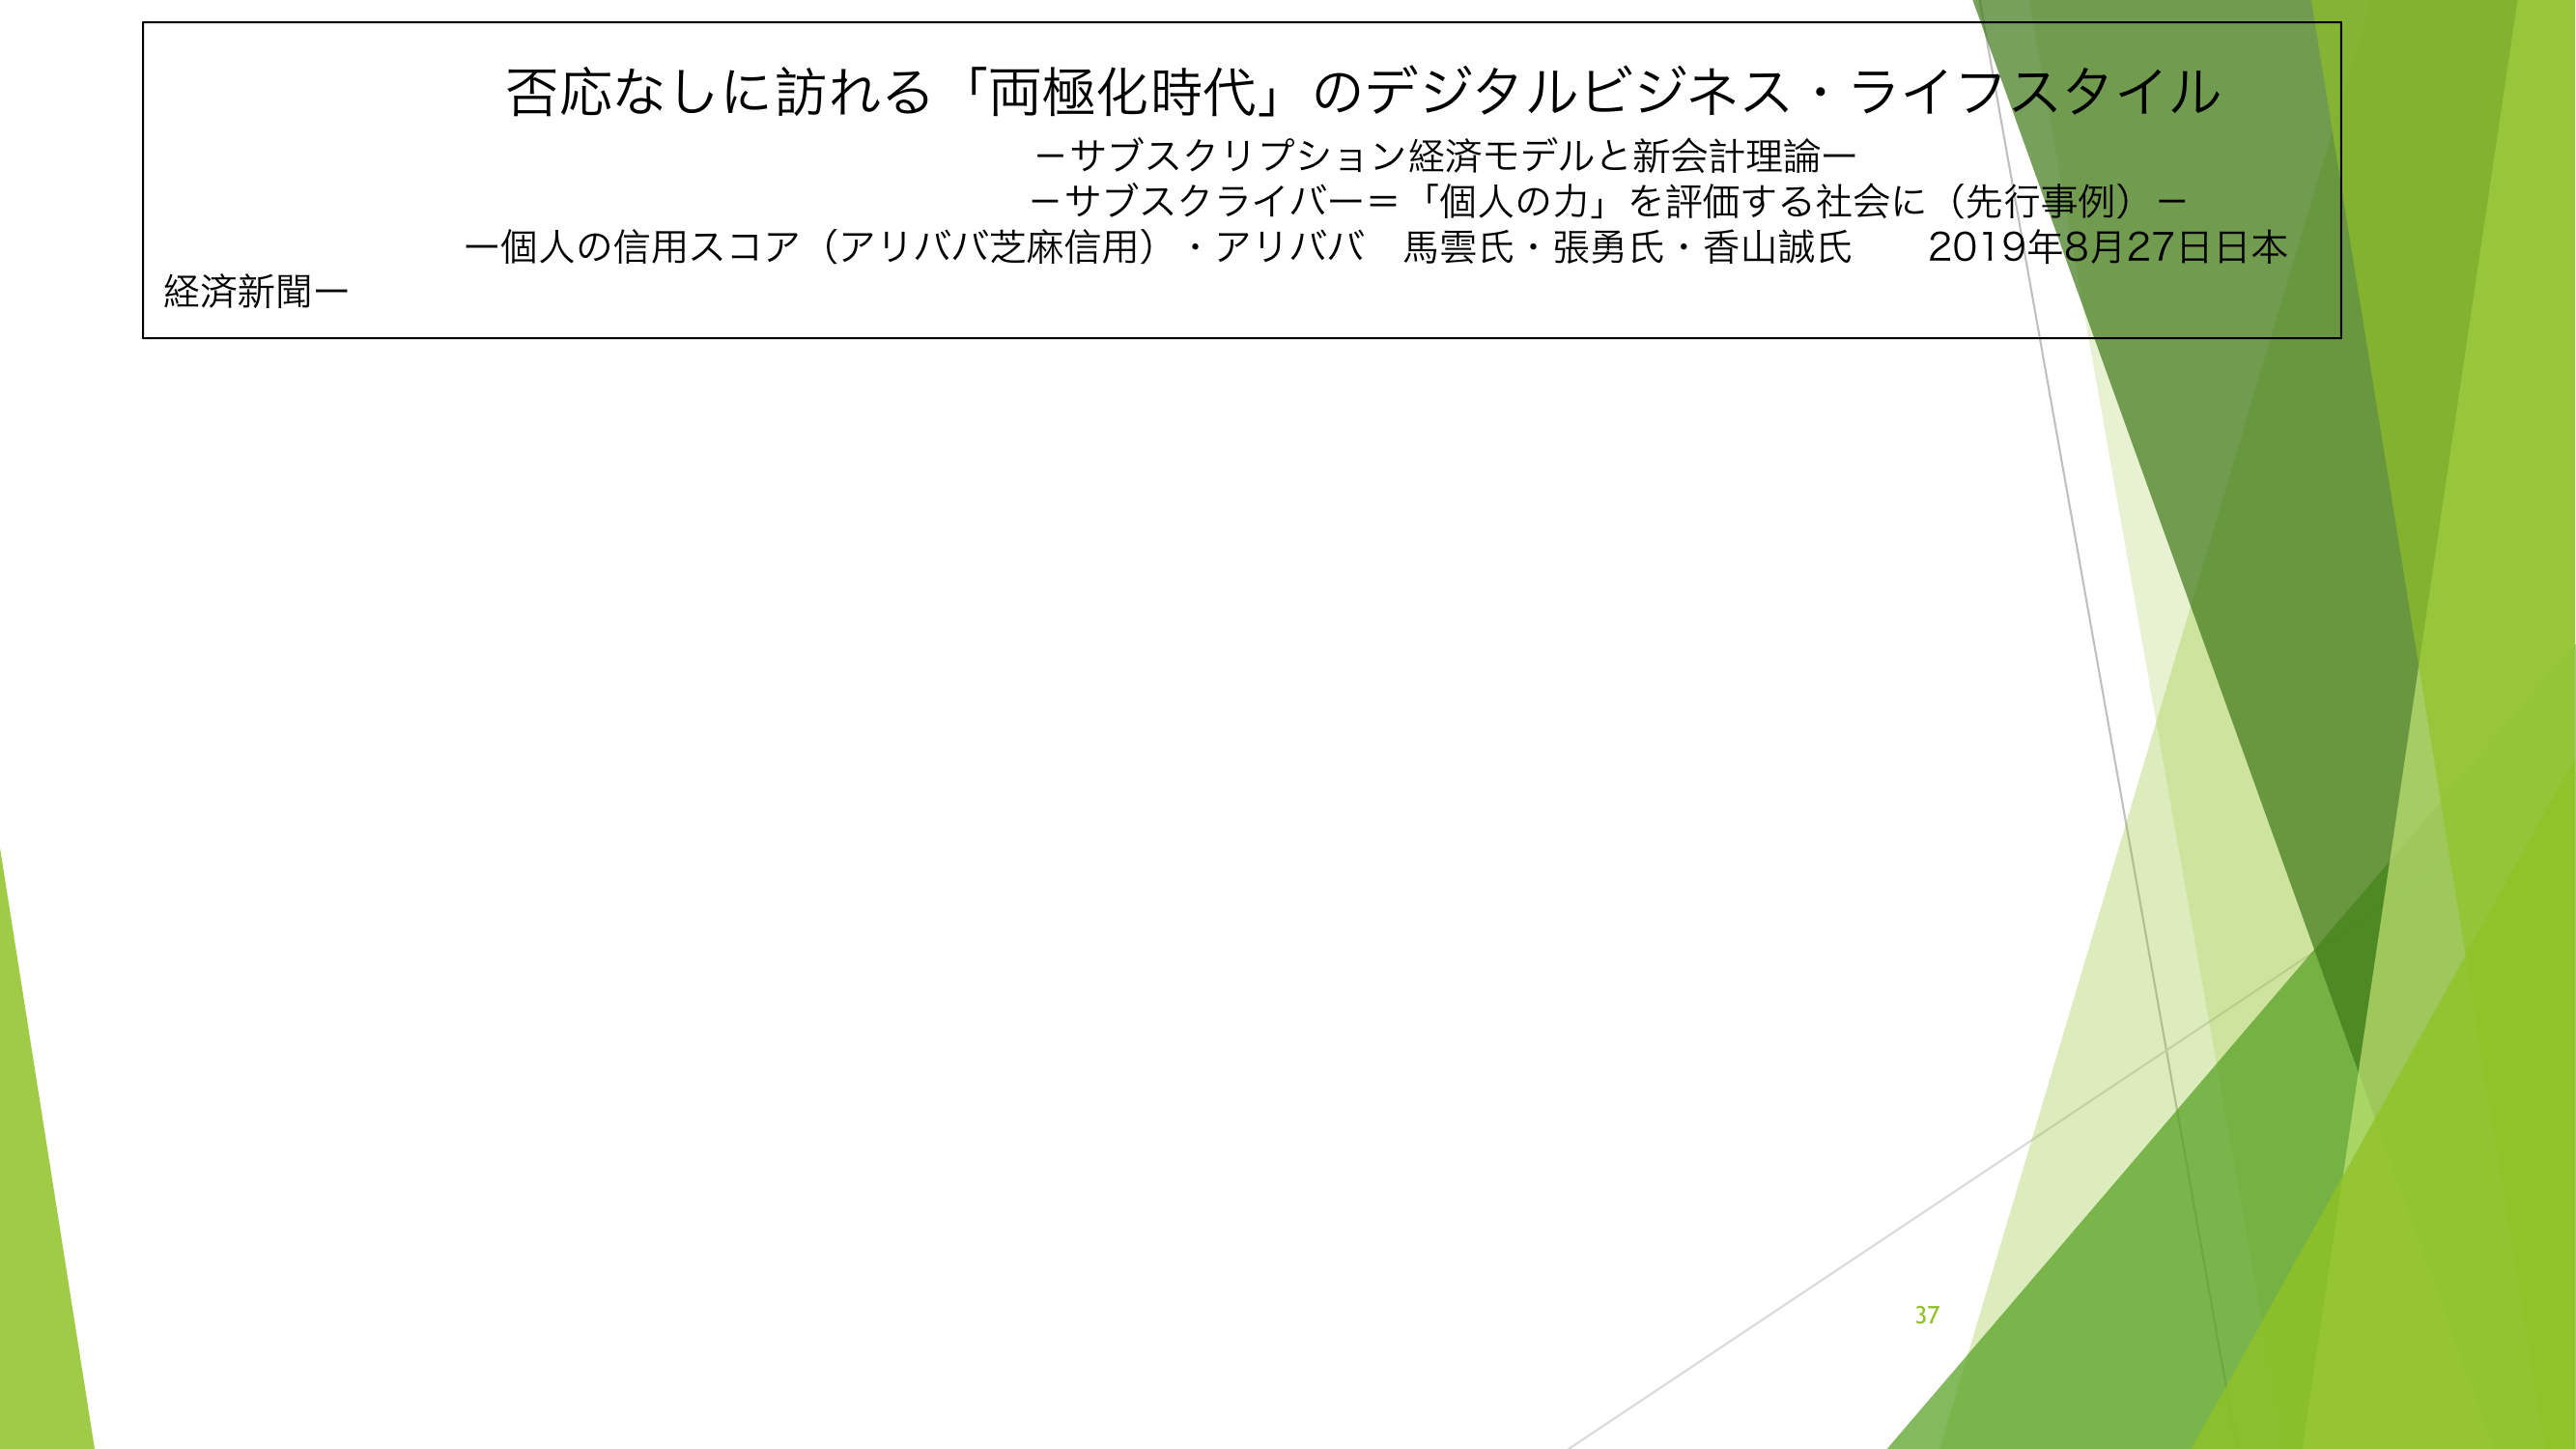 否応なしに訪れる「両極化時代」のデジタルビジネス・ライフスタイル
－サブスクリプション経済モデルと新会計理論―
－サブスクライバー＝「個人の力」を評価する社会に（先行事例）－
―個人の信用スコア（アリババ芝麻信用）・アリババ　馬雲氏・張勇氏・香山誠氏　　2019年8月27日日本
経済新聞―
37